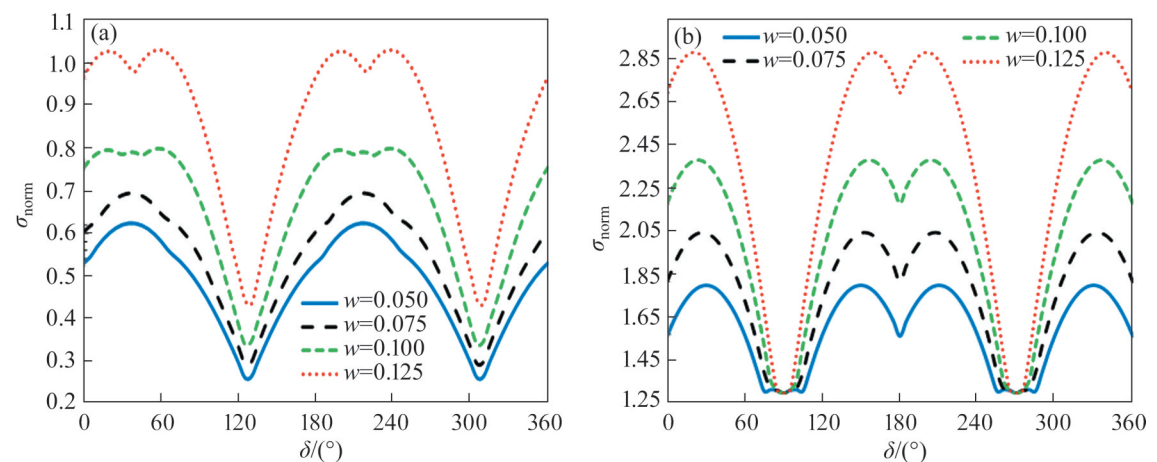 (a)
σnorm
1.1
1.0
0.9
0.8
0.7
0.6
0.5
0.4
0.3
0.2
w=0.050
w=0.075
w=0.100
w=0.125
0 60 120 180 240 300 360
δ/(°)
(b)
σnorm
2.85
2.65
2.45
2.25
2.05
1.85
1.65
1.45
1.25
w=0.050 w=0.100
w=0.075 w=0.125
0 60 120 180 240 300 360
δ/(°)